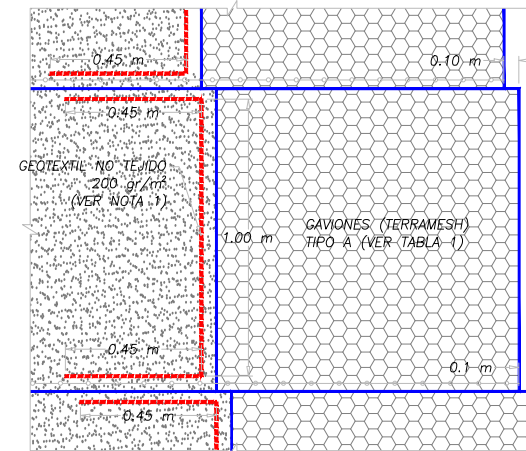 0.45 m
0.10 m
0.45 m
GEOTEXTIL NO TEJIDO
200 gr/m²
(VER NOTA 1)
1.00 m
GAVIONES (TERRAMESH)
TIPO A (VER TABLA 1)
0.45 m
0.1 m
0.45 m